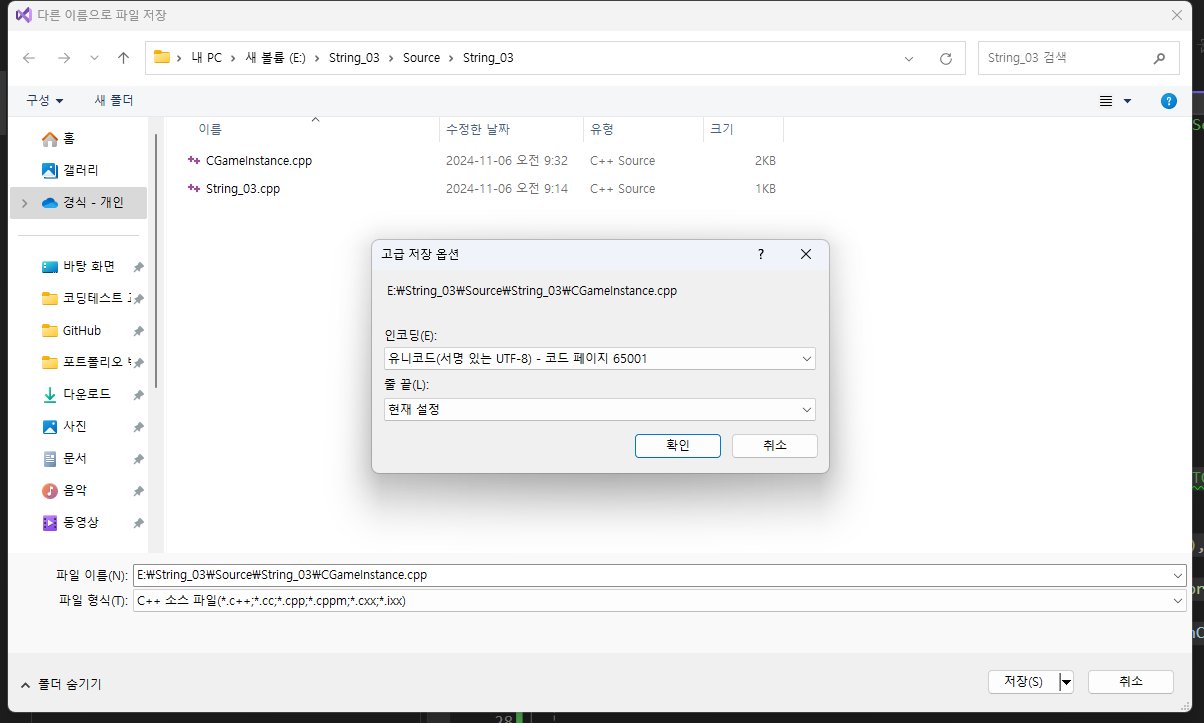 다른 이름으로 파일 저장
내 PC > 새 볼륨 (E:) > String_03 > Source > String_03
String_03 검색
구성
새 폴더
이름
수정한 날짜
유형
크기
홈
갤러리
경식 - 개인
바탕 화면
코딩테스트
GitHub
포트폴리오
다운로드
사진
문서
음악
동영상
CGameInstance.cpp 2024-11-06 오전 9:32 C++ Source 2KB
String_03.cpp 2024-11-06 오전 9:14 C++ Source 1KB
고급 저장 옵션
?
E:₩String_03₩Source₩String_03₩CGameInstance.cpp
인코딩(E):
유니코드(서명 있는 UTF-8) - 코드 페이지 65001
줄 끝(L):
현재 설정
확인
취소
파일 이름(N): E:₩String_03₩Source₩String_03₩CGameInstance.cpp
파일 형식(T): C++ 소스 파일(*.c++;*.cc;*.cpp;*.cppm;*.cxx;*.ixx)
폴더 숨기기
저장(S)
취소
28